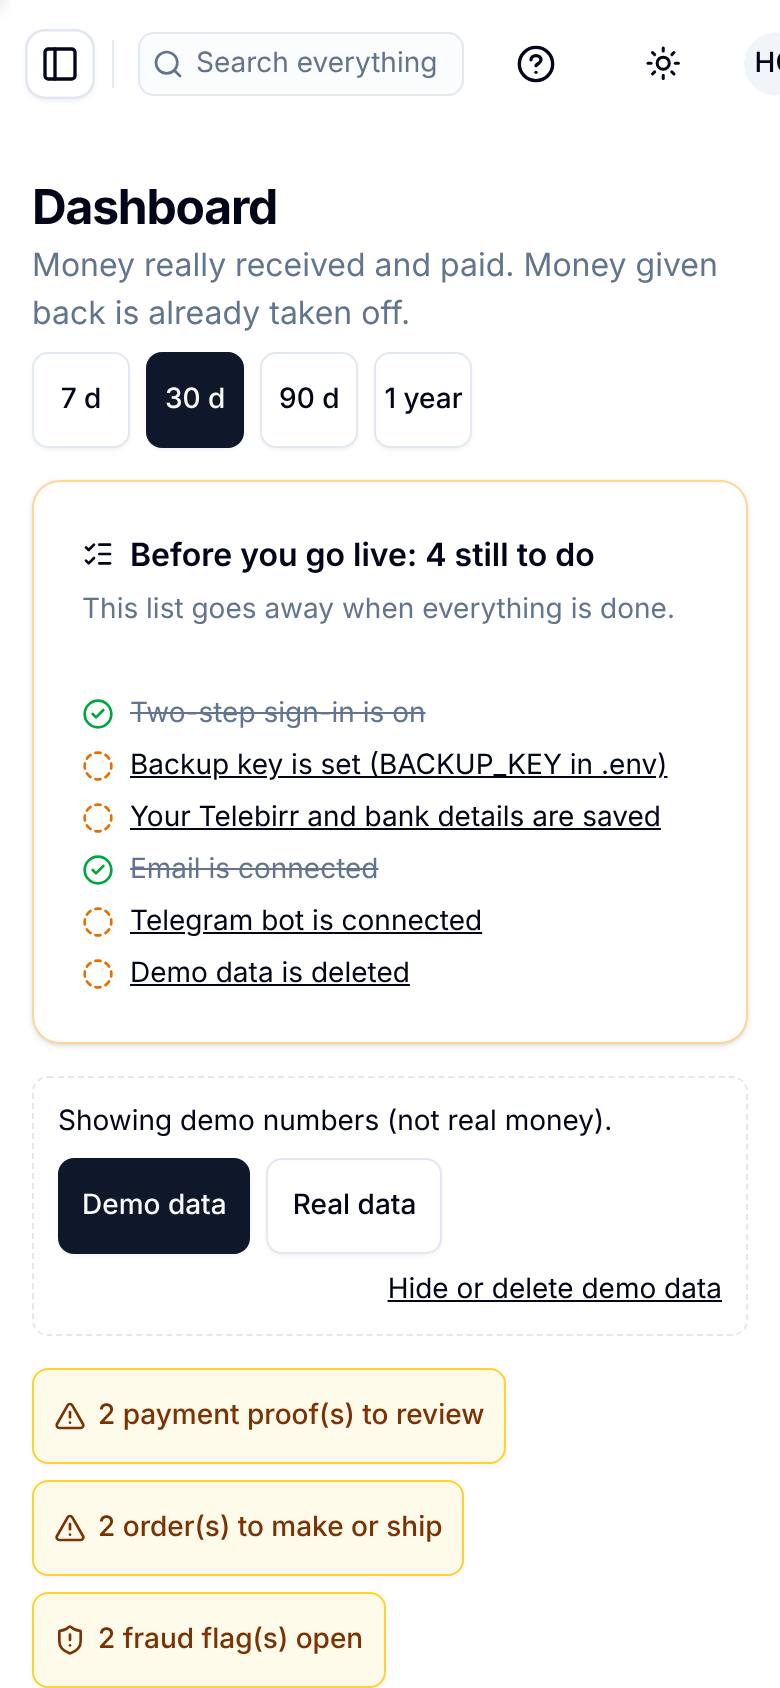 Search everything
Dashboard
Money really received and paid. Money given
back is already taken off.
7 d
30 d
90 d
1 year
Before you go live: 4 still to do
This list goes away when everything is done.
Two-step sign-in is on
Backup key is set (BACKUP_KEY in .env)
Your Telebirr and bank details are saved
Email is connected
Telegram bot is connected
Demo data is deleted
Showing demo numbers (not real money).
Demo data
Real data
Hide or delete demo data
2 payment proof(s) to review
2 order(s) to make or ship
2 fraud flag(s) open